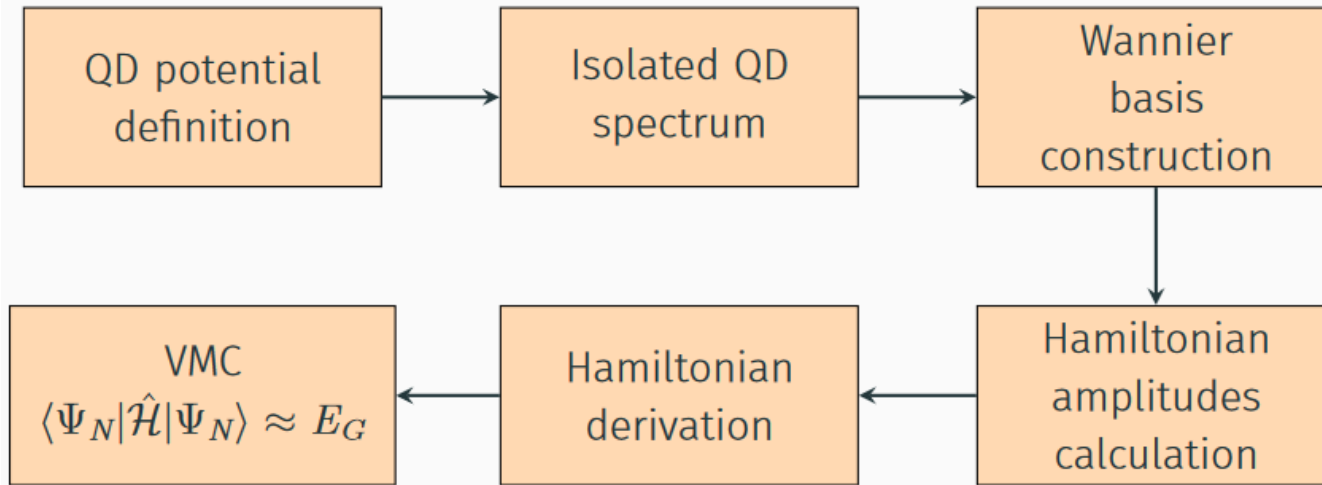 QD potential
definition
Isolated QD
spectrum
Wannier
basis
construction
Hamiltonian
amplitudes
calculation
Hamiltonian
derivation
VMC
⟨Ψ_N|Ĥ|Ψ_N⟩ ≈ E_G